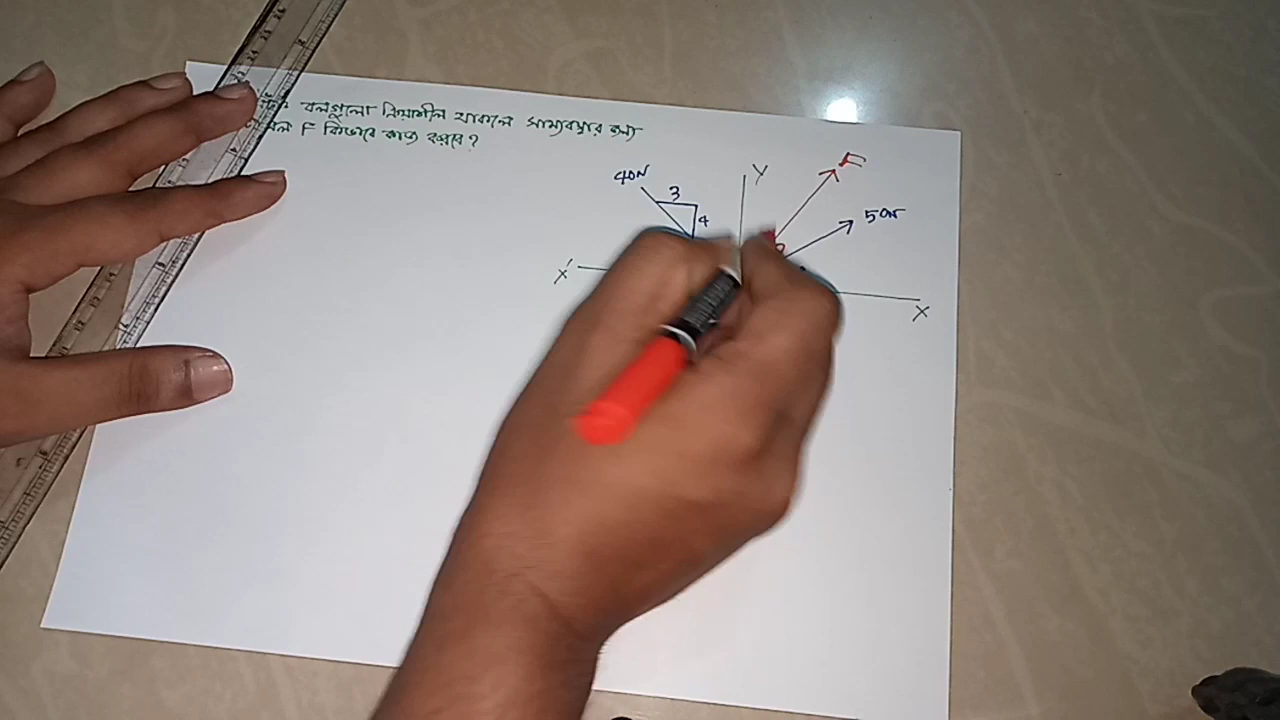 বলগুলো ক্রিয়াশীল থাকলে সাম্যবস্থার জন্য
বল F কিভাবে কাজ করবে?
40N
3
4
Y
F
50N
X'
X